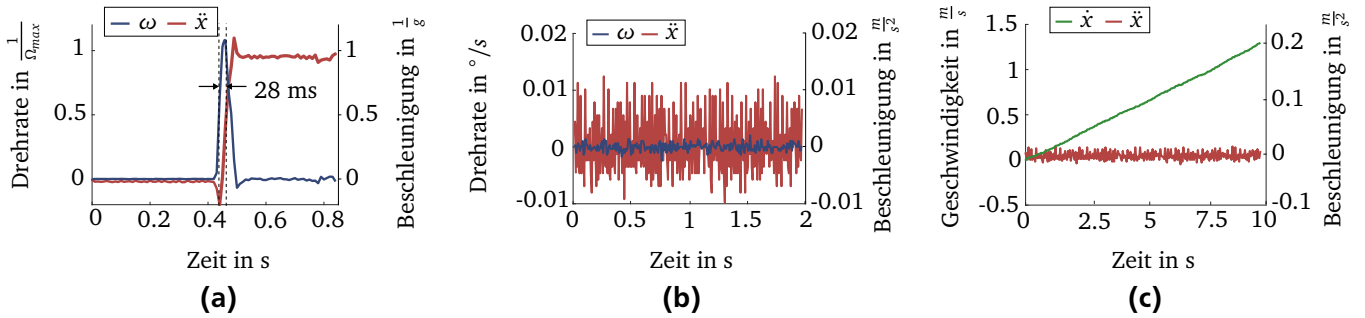 ω ẍ
Drehrate in 1/Ωmax
1
0.5
0
Beschleunigung in 1/g
1
0.5
0
28 ms
0 0.2 0.4 0.6 0.8
Zeit in s
(a)
ω ẍ
Drehrate in °/s
0.02
0.01
0
-0.01
Beschleunigung in m/s²
0.02
0.01
0
-0.01
0 0.5 1 1.5 2
Zeit in s
(b)
ẋ ẍ
Geschwindigkeit in m/s
1.5
1
0.5
0
-0.5
Beschleunigung in m/s²
0.2
0.1
0
-0.1
0 2.5 5 7.5 10
Zeit in s
(c)